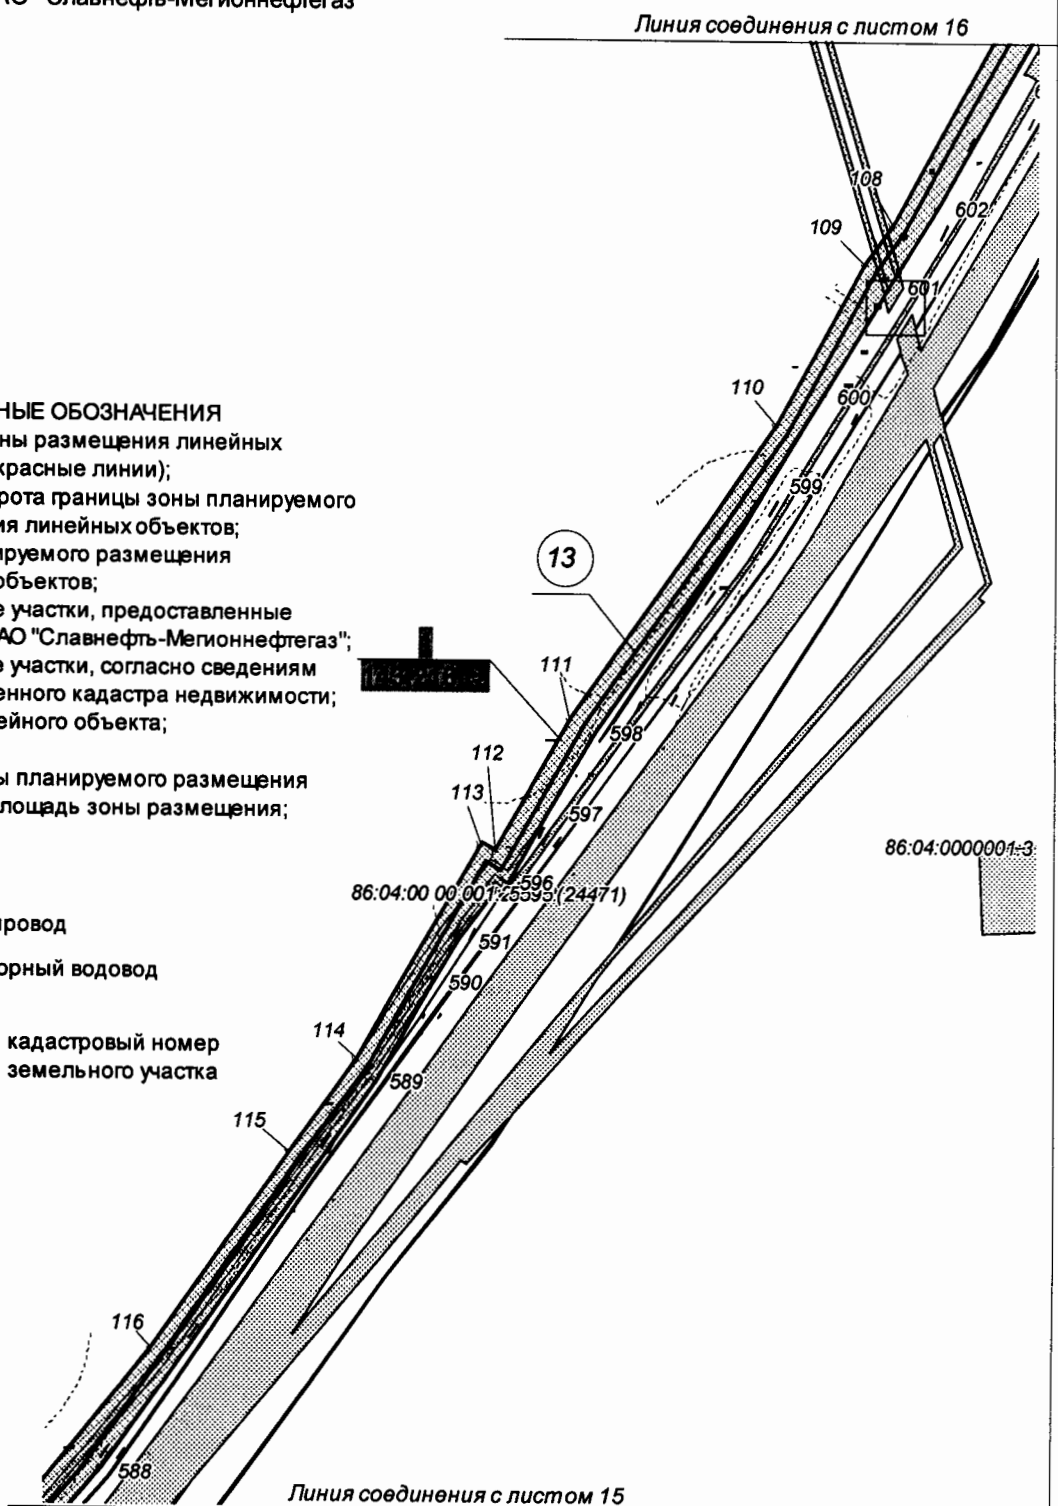 АО "Славнефть-Мегионнефтегаз
Линия соединения с листом 16
108
602
109
601
110
600
НЫЕ ОБОЗНАЧЕНИЯ
ны размещения линейных
красные линии);
рота границы зоны планируемого
ия линейных объектов;
ируемого размещения
объектов;
е участки, предоставленные
АО "Славнефть-Мегионнефтегаз";
е участки, согласно сведениям
енного кадастра недвижимости;
ейного объекта;
ы планируемого размещения
лощадь зоны размещения;
провод
орный водовод
кадастровый номер
земельного участка
599
13
111
598
112
113
597
86:04:0000001:3
596
86:04:00 00 001:25595 (24471)
591
590
114
589
115
116
588
Линия соединения с листом 15